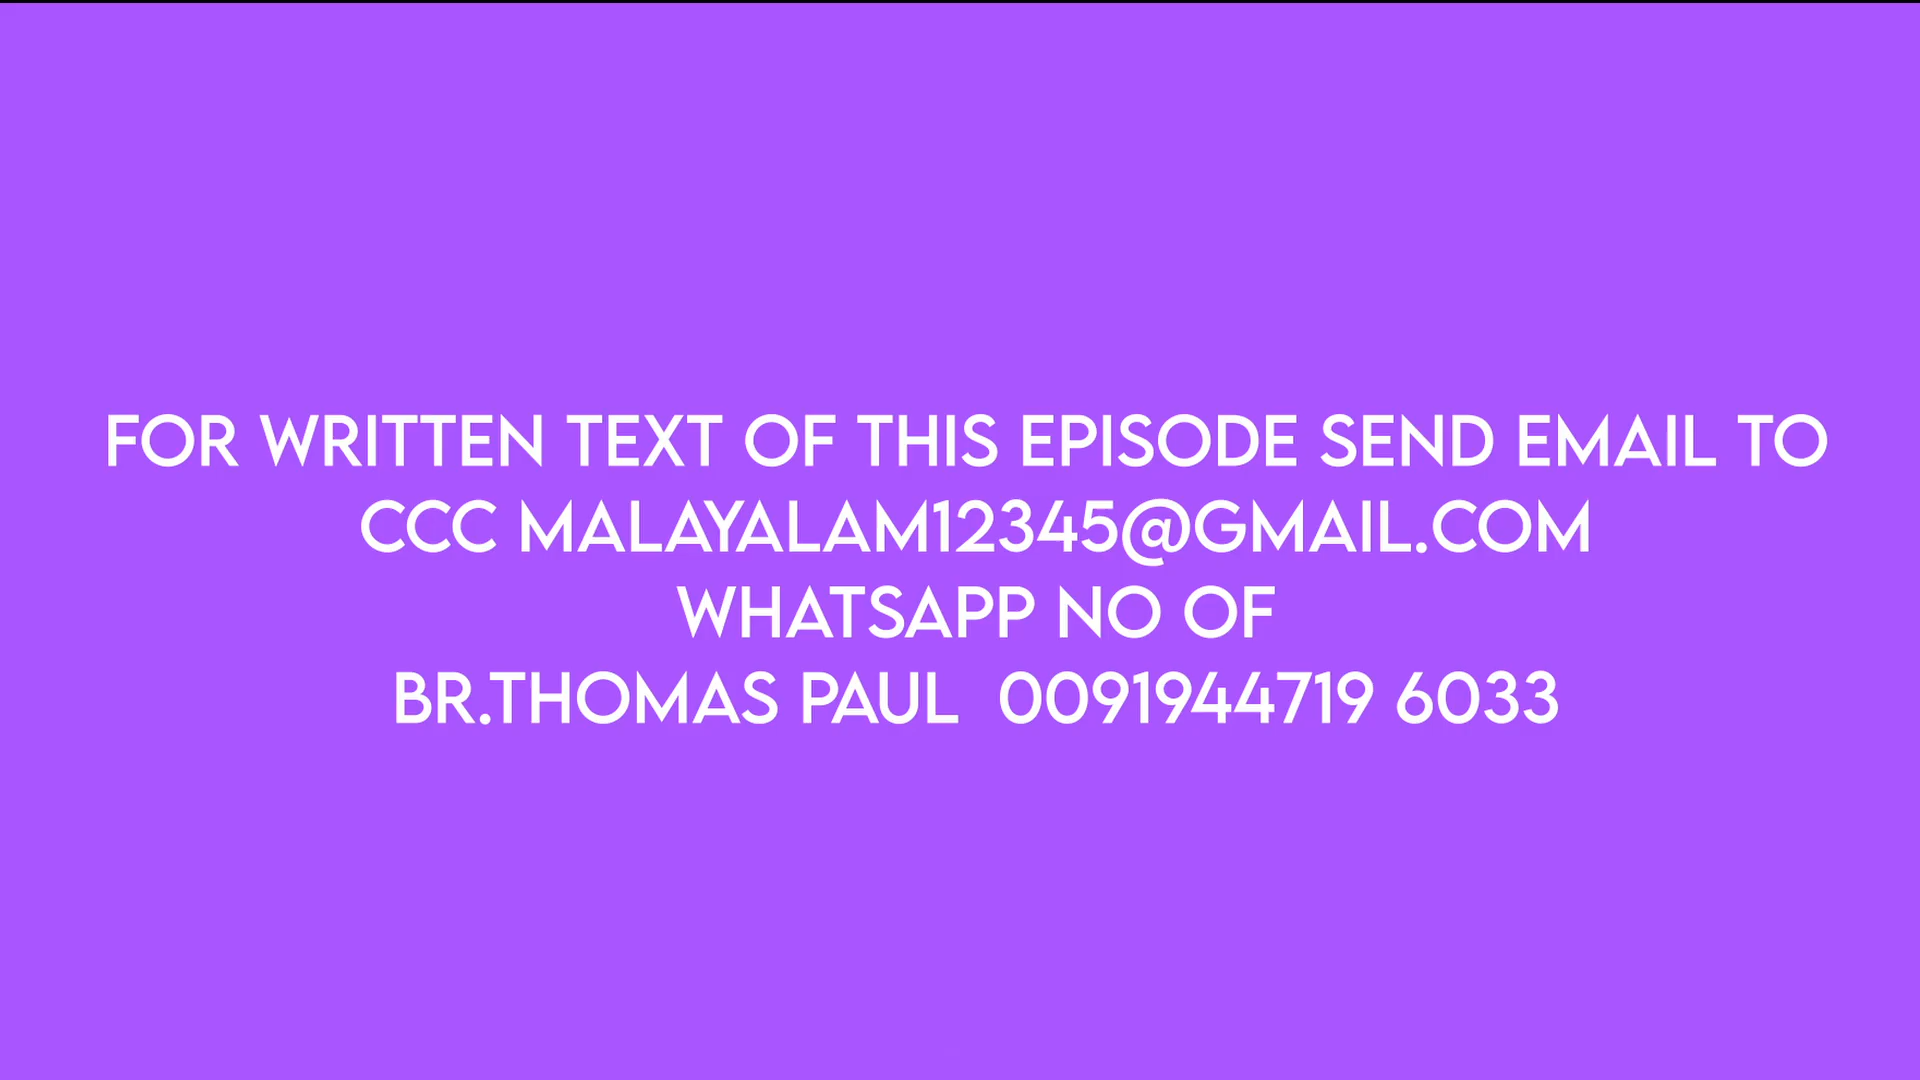 FOR WRITTEN TEXT OF THIS EPISODE SEND EMAIL TO
CCC MALAYALAM12345@GMAIL.COM
WHATSAPP NO OF
BR.THOMAS PAUL  0091944719 6033